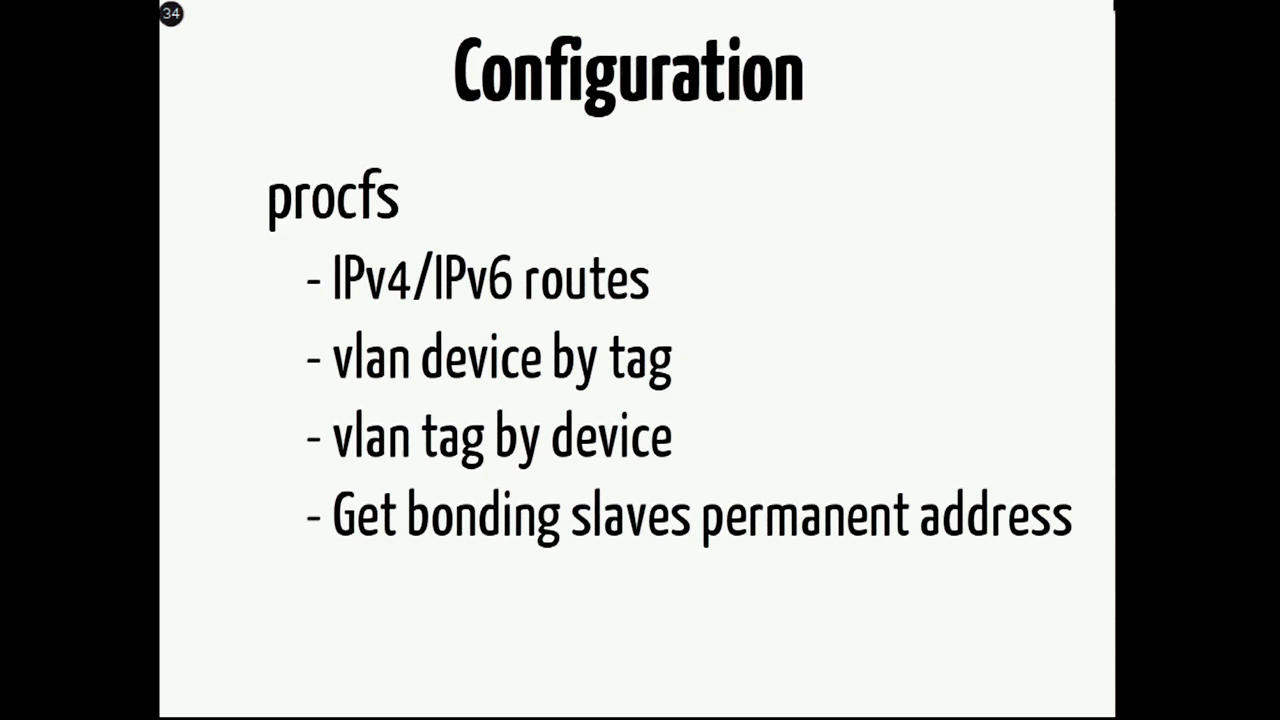 34
Configuration
procfs
- IPv4/IPv6 routes
- vlan device by tag
- vlan tag by device
- Get bonding slaves permanent address